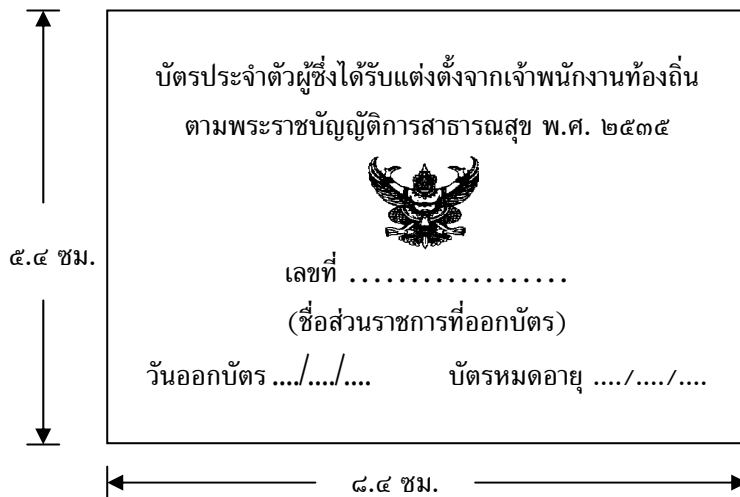 บัตรประจำตัวผู้ซึ่งได้รับแต่งตั้งจากเจ้าพนักงานท้องถิ่น
ตามพระราชบัญญัติการสาธารณสุข พ.ศ. ๒๕๓๕
๕.๔ ซม.
เลขที่ ..................
(ชื่อส่วนราชการที่ออกบัตร)
วันออกบัตร ..../..../.... บัตรหมดอายุ ..../..../....
๘.๔ ซม.